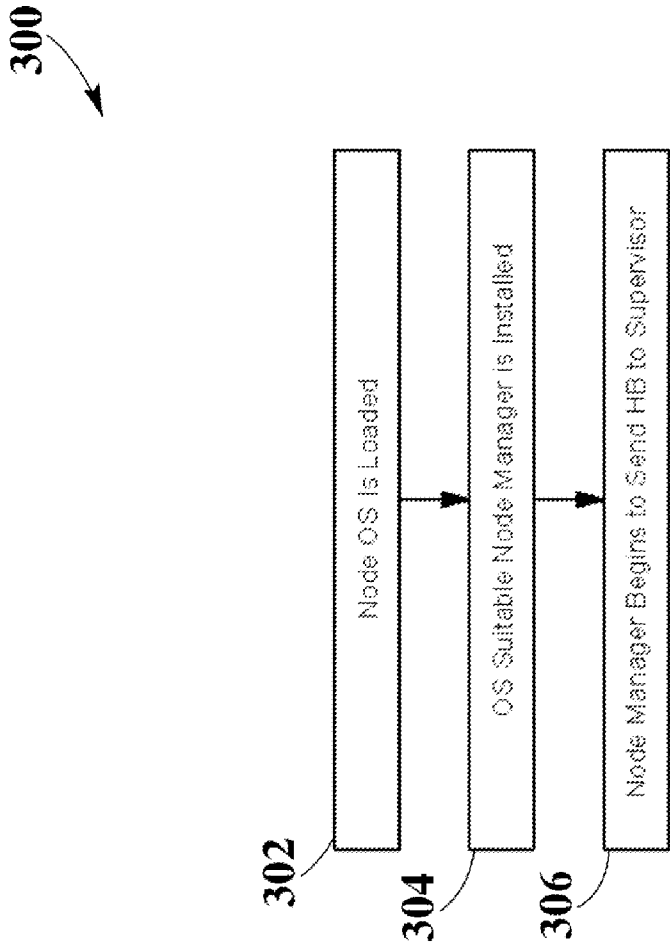 300
302
Node OS Is Loaded
304
OS Suitable Node Manager is Installed
306
Node Manager Begins to Send HB to Supervisor